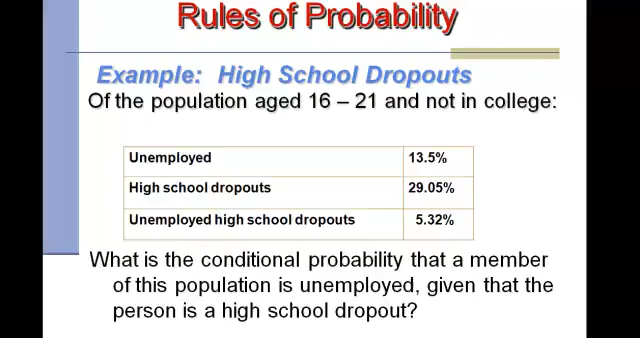 Rules of Probability
Example: High School Dropouts
Of the population aged 16 – 21 and not in college:
Unemployed 13.5%
High school dropouts 29.05%
Unemployed high school dropouts 5.32%
What is the conditional probability that a member
of this population is unemployed, given that the
person is a high school dropout?